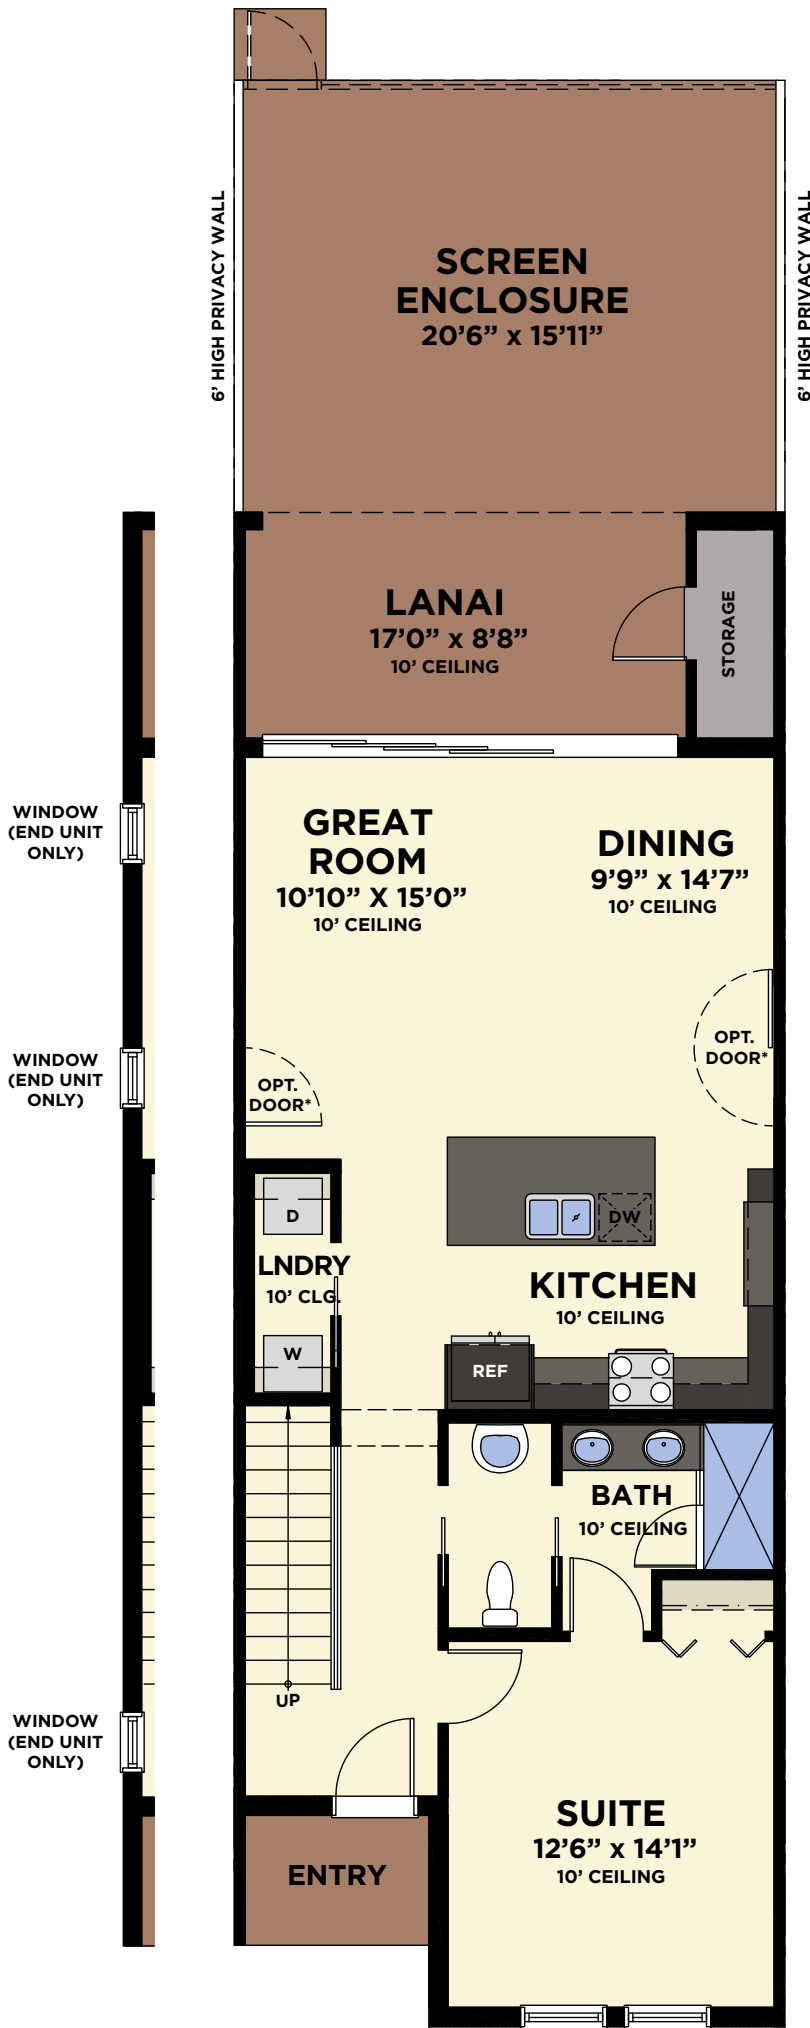 6' HIGH PRIVACY WALL
6' HIGH PRIVACY WALL
SCREEN
ENCLOSURE
20'6” x 15'11”
LANAI
17'0” x 8'8”
10' CEILING
STORAGE
WINDOW
(END UNIT
ONLY)
GREAT
ROOM
10'10” X 15'0”
10' CEILING
DINING
9'9” x 14'7”
10' CEILING
WINDOW
(END UNIT
ONLY)
OPT.
DOOR*
OPT.
DOOR*
D
LNDRY
10' CLG.
W
DW
KITCHEN
10' CEILING
REF
BATH
10' CEILING
UP
WINDOW
(END UNIT
ONLY)
SUITE
12'6” x 14'1”
10' CEILING
ENTRY